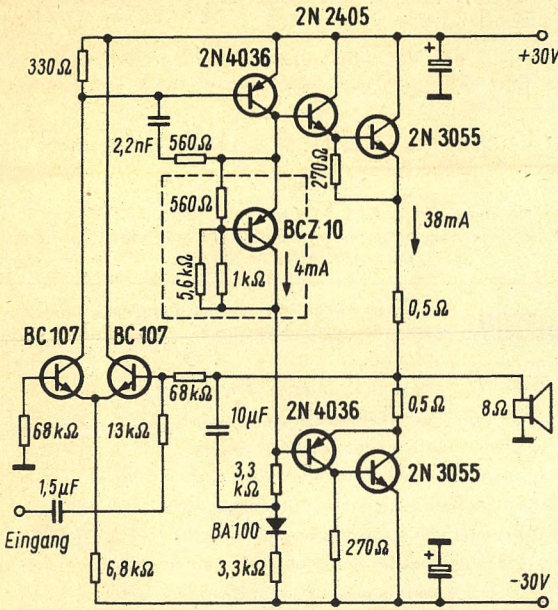 2N 2405
330Ω
2N 4036
+
+30V
2N 3055
2,2nF
560Ω
270Ω
560Ω
BCZ 10
38mA
5,6kΩ
1kΩ
4mA
0,5Ω
BC 107
BC 107
68kΩ
10μF
2N 4036
0,5Ω
8Ω
68kΩ
13kΩ
2N 3055
1,5μF
3,3
kΩ
Eingang
BA100
270Ω
+
6,8kΩ
3,3kΩ
-30V